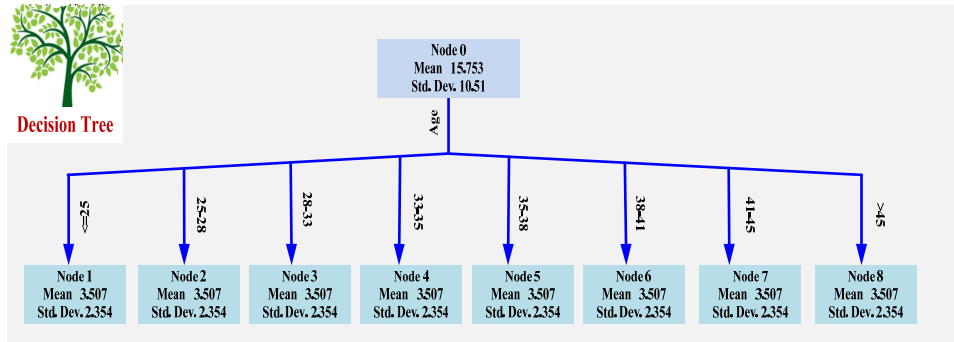 Decision Tree
Node 0
Mean 15.753
Std. Dev. 10.51
Age
<=25
25-28
28-33
33-35
35-38
38-41
41-45
>45
Node 1
Mean 3.507
Std. Dev. 2.354
Node 2
Mean 3.507
Std. Dev. 2.354
Node 3
Mean 3.507
Std. Dev. 2.354
Node 4
Mean 3.507
Std. Dev. 2.354
Node 5
Mean 3.507
Std. Dev. 2.354
Node 6
Mean 3.507
Std. Dev. 2.354
Node 7
Mean 3.507
Std. Dev. 2.354
Node 8
Mean 3.507
Std. Dev. 2.354